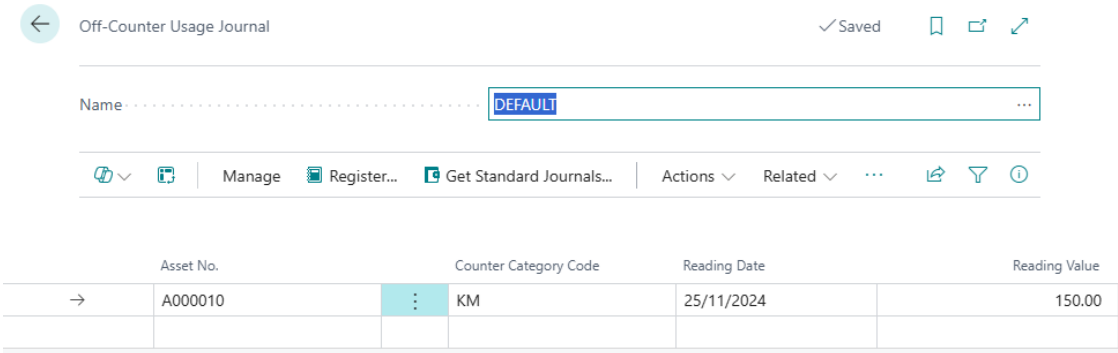 Off-Counter Usage Journal Saved
Name DEFAULT
Manage Register... Get Standard Journals... Actions Related
Asset No. Counter Category Code Reading Date Reading Value
A000010 KM 25/11/2024 150.00